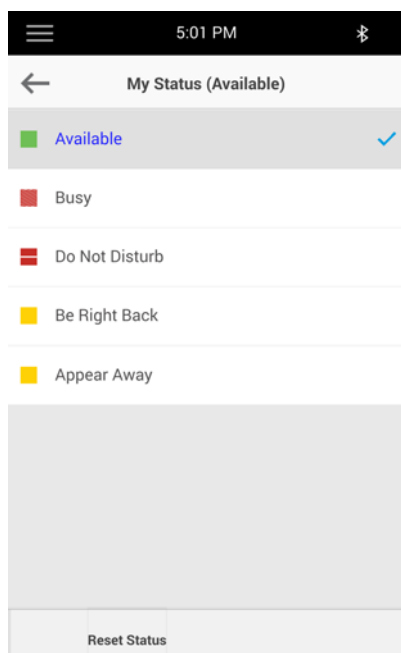 5:01 PM
My Status (Available)
Available
Busy
Do Not Disturb
Be Right Back
Appear Away
Reset Status